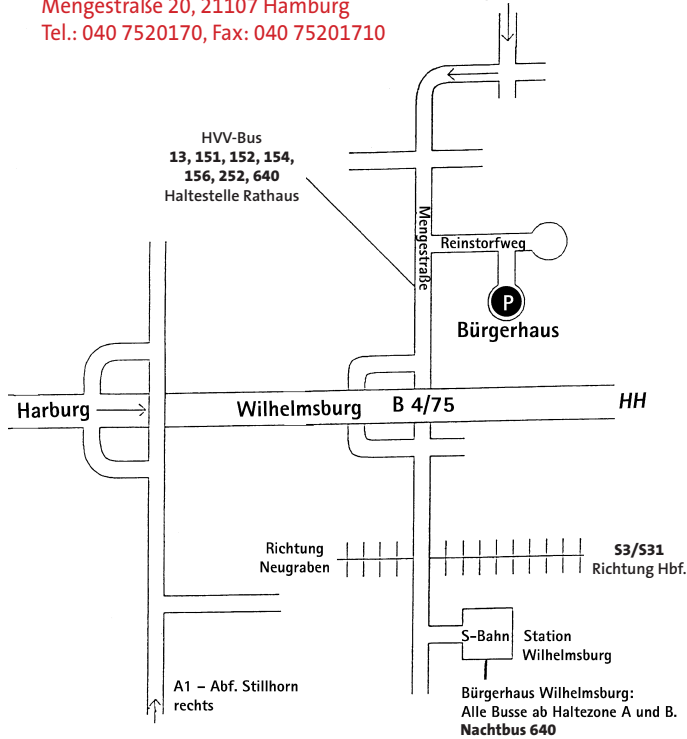 Mengestraße 20, 21107 Hamburg
Tel.: 040 7520170, Fax: 040 75201710
HVV-Bus
13, 151, 152, 154,
156, 252, 640
Haltestelle Rathaus
Mengestraße
Reinstorfweg
P
Bürgerhaus
Harburg
Wilhelmsburg
B 4/75
HH
Richtung
Neugraben
S3/S31
Richtung Hbf.
S-Bahn
Station
Wilhelmsburg
A1 – Abf. Stillhorn
rechts
Bürgerhaus Wilhelmsburg:
Alle Busse ab Haltezone A und B.
Nachtbus 640